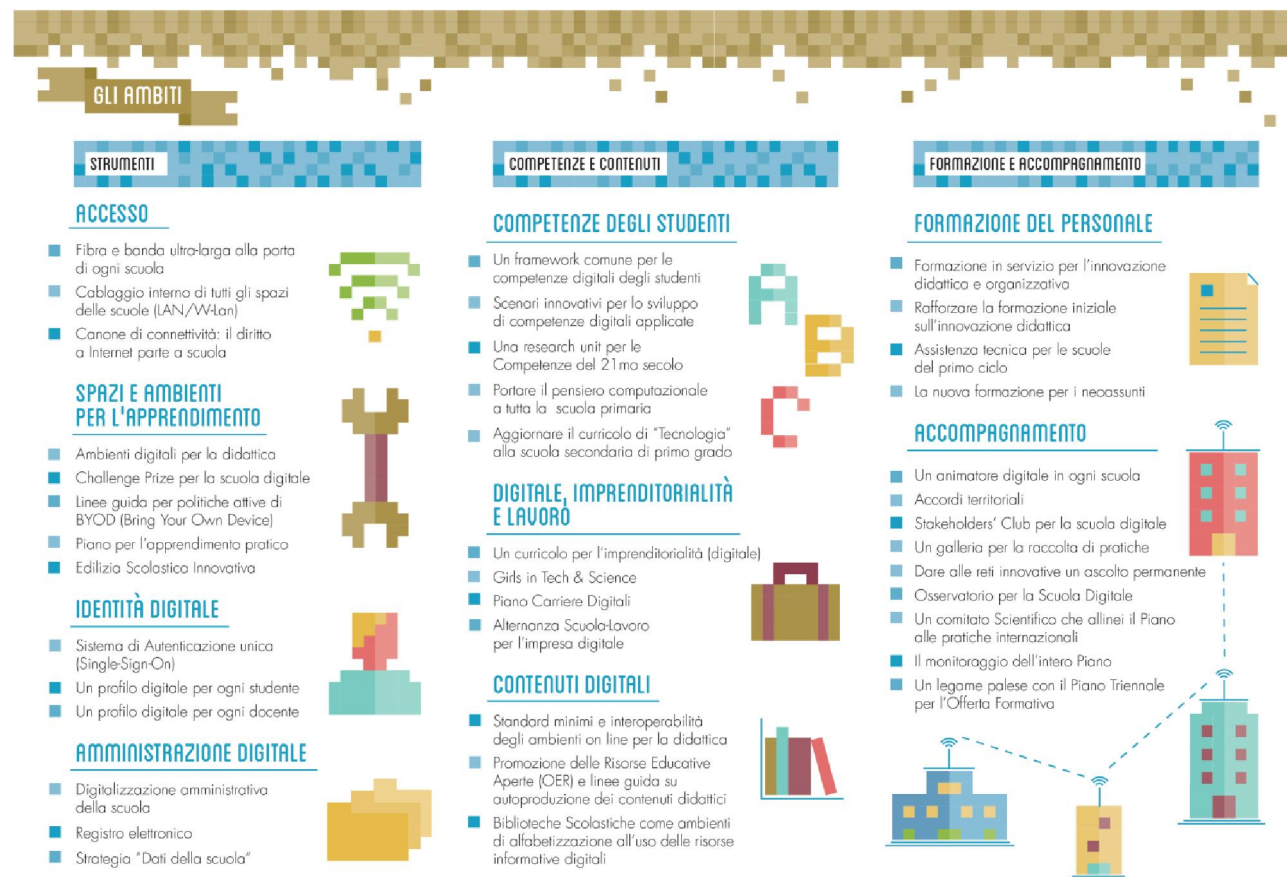 GLI AMBITI
STRUMENTI
ACCESSO
Fibra e banda ultra-larga alla porta
di ogni scuola
Cablaggio interno di tutti gli spazi
delle scuole (LAN/W-Lan)
Canone di connettività: il diritto
a Internet parte a scuola
SPAZI E AMBIENTI
PER L'APPRENDIMENTO
Ambienti digitali per la didattica
Challenge Prize per la scuola digitale
Linee guida per politiche attive di
BYOD (Bring Your Own Device)
Piano per l'apprendimento pratico
Edilizia Scolastica Innovativa
IDENTITÀ DIGITALE
Sistema di Autenticazione unica
(Single-Sign-On)
Un profilo digitale per ogni studente
Un profilo digitale per ogni docente
AMMINISTRAZIONE DIGITALE
Digitalizzazione amministrativa
della scuola
Registro elettronico
Strategia "Dati della scuola"
COMPETENZE E CONTENUTI
COMPETENZE DEGLI STUDENTI
Un framework comune per le
competenze digitali degli studenti
Scenari innovativi per lo sviluppo
di competenze digitali applicate
Una research unit per le
Competenze del 21mo secolo
Portare il pensiero computazionale
a tutta la scuola primaria
Aggiornare il curricolo di "Tecnologia"
alla scuola secondaria di primo grado
A
B
C
DIGITALE, IMPRENDITORIALITÀ
E LAVORO
Un curricolo per l'imprenditorialità (digitale)
Girls in Tech & Science
Piano Carriere Digitali
Alternanza Scuola-Lavoro
per l'impresa digitale
CONTENUTI DIGITALI
Standard minimi e interoperabilità
degli ambienti on line per la didattica
Promozione delle Risorse Educative
Aperte (OER) e linee guida su
autoproduzione dei contenuti didattici
Biblioteche Scolastiche come ambienti
di alfabetizzazione all'uso delle risorse
informative digitali
FORMAZIONE E ACCOMPAGNAMENTO
FORMAZIONE DEL PERSONALE
Formazione in servizio per l'innovazione
didattica e organizzativa
Rafforzare la formazione iniziale
sull'innovazione didattica
Assistenza tecnica per le scuole
del primo ciclo
La nuova formazione per i neoassunti
ACCOMPAGNAMENTO
Un animatore digitale in ogni scuola
Accordi territoriali
Stakeholders' Club per la scuola digitale
Un galleria per la raccolta di pratiche
Dare alle reti innovative un ascolto permanente
Osservatorio per la Scuola Digitale
Un comitato Scientifico che allinei il Piano
alle pratiche internazionali
Il monitoraggio dell'intero Piano
Un legame palese con il Piano Triennale
per l'Offerta Formativa